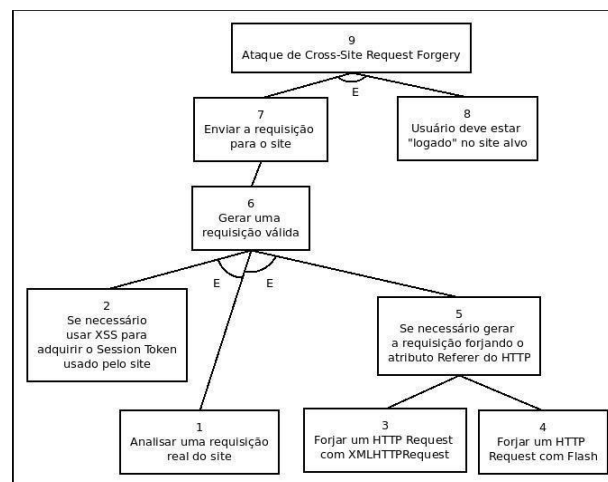 9
Ataque de Cross-Site Request Forgery
E
7
Enviar a requisição
para o site
8
Usuário deve estar
"logado" no site alvo
6
Gerar uma
requisição válida
E
E
2
Se necessário
usar XSS para
adquirir o Session Token
usado pelo site
5
Se necessário gerar
a requisição forjando o
atributo Referer do HTTP
1
Analisar uma requisição
real do site
3
Forjar um HTTP Request
com XMLHTTPRequest
4
Forjar um HTTP
Request com Flash